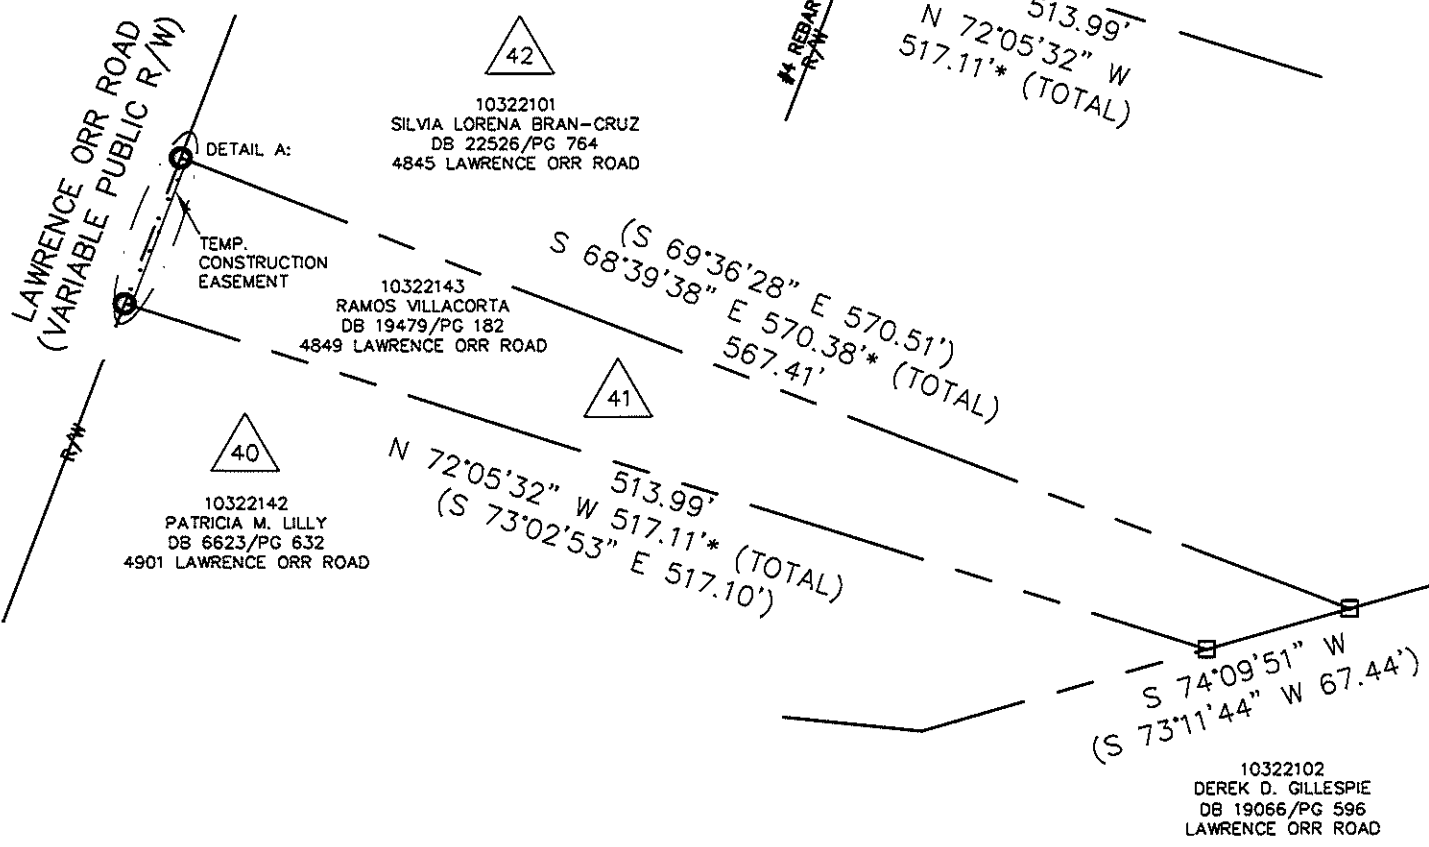 LAWRENCE ORR ROAD
(VARIABLE PUBLIC R/W)
DETAIL A:
TEMP.
CONSTRUCTION
EASEMENT
42
10322101
SILVIA LORENA BRAN-CRUZ
DB 22526/PG 764
4845 LAWRENCE ORR ROAD
#4 REBAR
R/W
513.99'
N 72°05'32" W
517.11'* (TOTAL)
10322143
RAMOS VILLACORTA
DB 19479/PG 182
4849 LAWRENCE ORR ROAD
(S 69°36'28" E 570.51')
S 68°39'38" E 570.38'* (TOTAL)
567.41'
41
R/W
40
10322142
PATRICIA M. LILLY
DB 6623/PG 632
4901 LAWRENCE ORR ROAD
513.99'
N 72°05'32" W 517.11'* (TOTAL)
(S 73°02'53" E 517.10')
S 74°09'51" W
(S 73°11'44" W 67.44')
10322102
DEREK D. GILLESPIE
DB 19066/PG 596
LAWRENCE ORR ROAD